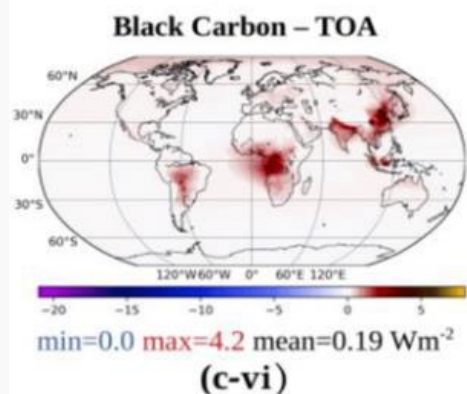 Black Carbon – TOA
60°N
30°N
0°
30°S
60°S
120°W60°W 0° 60°E 120°E
−20 −15 −10 −5 0 5
min=0.0 max=4.2 mean=0.19 Wm-2
(c-vi)